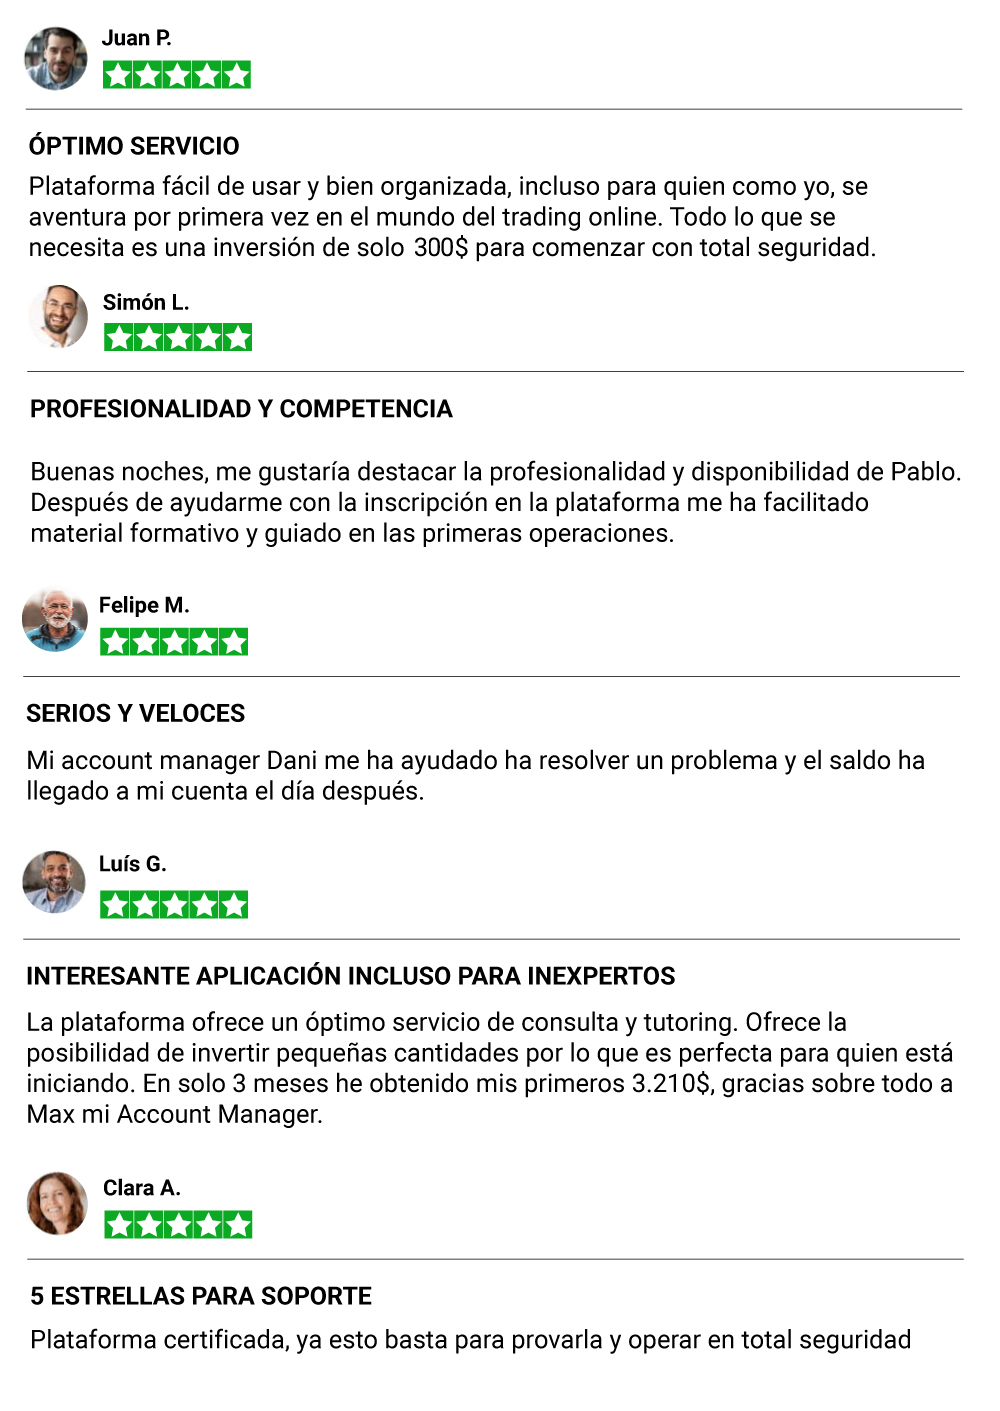 Juan P.
ÓPTIMO SERVICIO
Plataforma fácil de usar y bien organizada, incluso para quien como yo, se
aventura por primera vez en el mundo del trading online. Todo lo que se
necesita es una inversión de solo 300$ para comenzar con total seguridad.
Simón L.
PROFESIONALIDAD Y COMPETENCIA
Buenas noches, me gustaría destacar la profesionalidad y disponibilidad de Pablo.
Después de ayudarme con la inscripción en la plataforma me ha facilitado
material formativo y guiado en las primeras operaciones.
Felipe M.
SERIOS Y VELOCES
Mi account manager Dani me ha ayudado ha resolver un problema y el saldo ha
llegado a mi cuenta el día después.
Luís G.
INTERESANTE APLICACIÓN INCLUSO PARA INEXPERTOS
La plataforma ofrece un óptimo servicio de consulta y tutoring. Ofrece la
posibilidad de invertir pequeñas cantidades por lo que es perfecta para quien está
iniciando. En solo 3 meses he obtenido mis primeros 3.210$, gracias sobre todo a
Max mi Account Manager.
Clara A.
5 ESTRELLAS PARA SOPORTE
Plataforma certificada, ya esto basta para provarla y operar en total seguridad